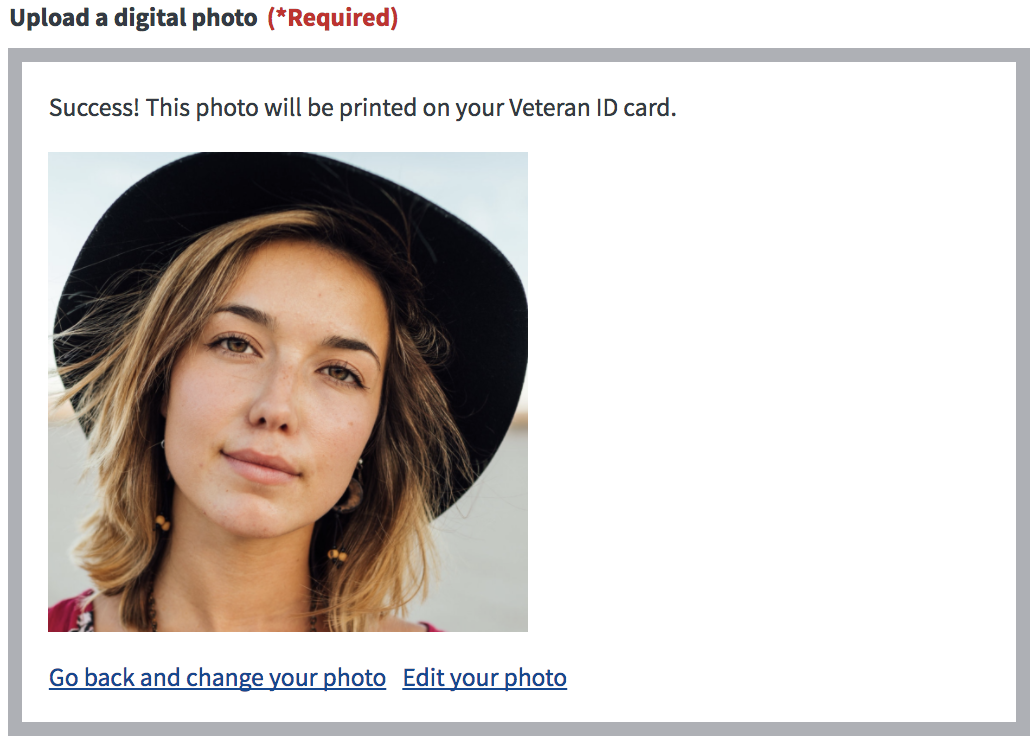 Upload a digital photo (*Required)
Success! This photo will be printed on your Veteran ID card.
Go back and change your photo Edit your photo